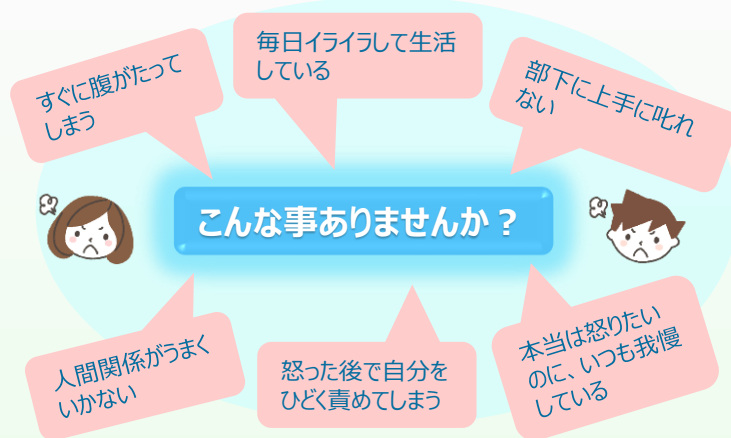 すぐに腹がたって
しまう
毎日イライラして生活
している
部下に上手に叱れ
ない
こんな事ありませんか？
人間関係がうまく
いかない
怒った後で自分を
ひどく責めてしまう
本当は怒りたい
のに、いつも我慢
している